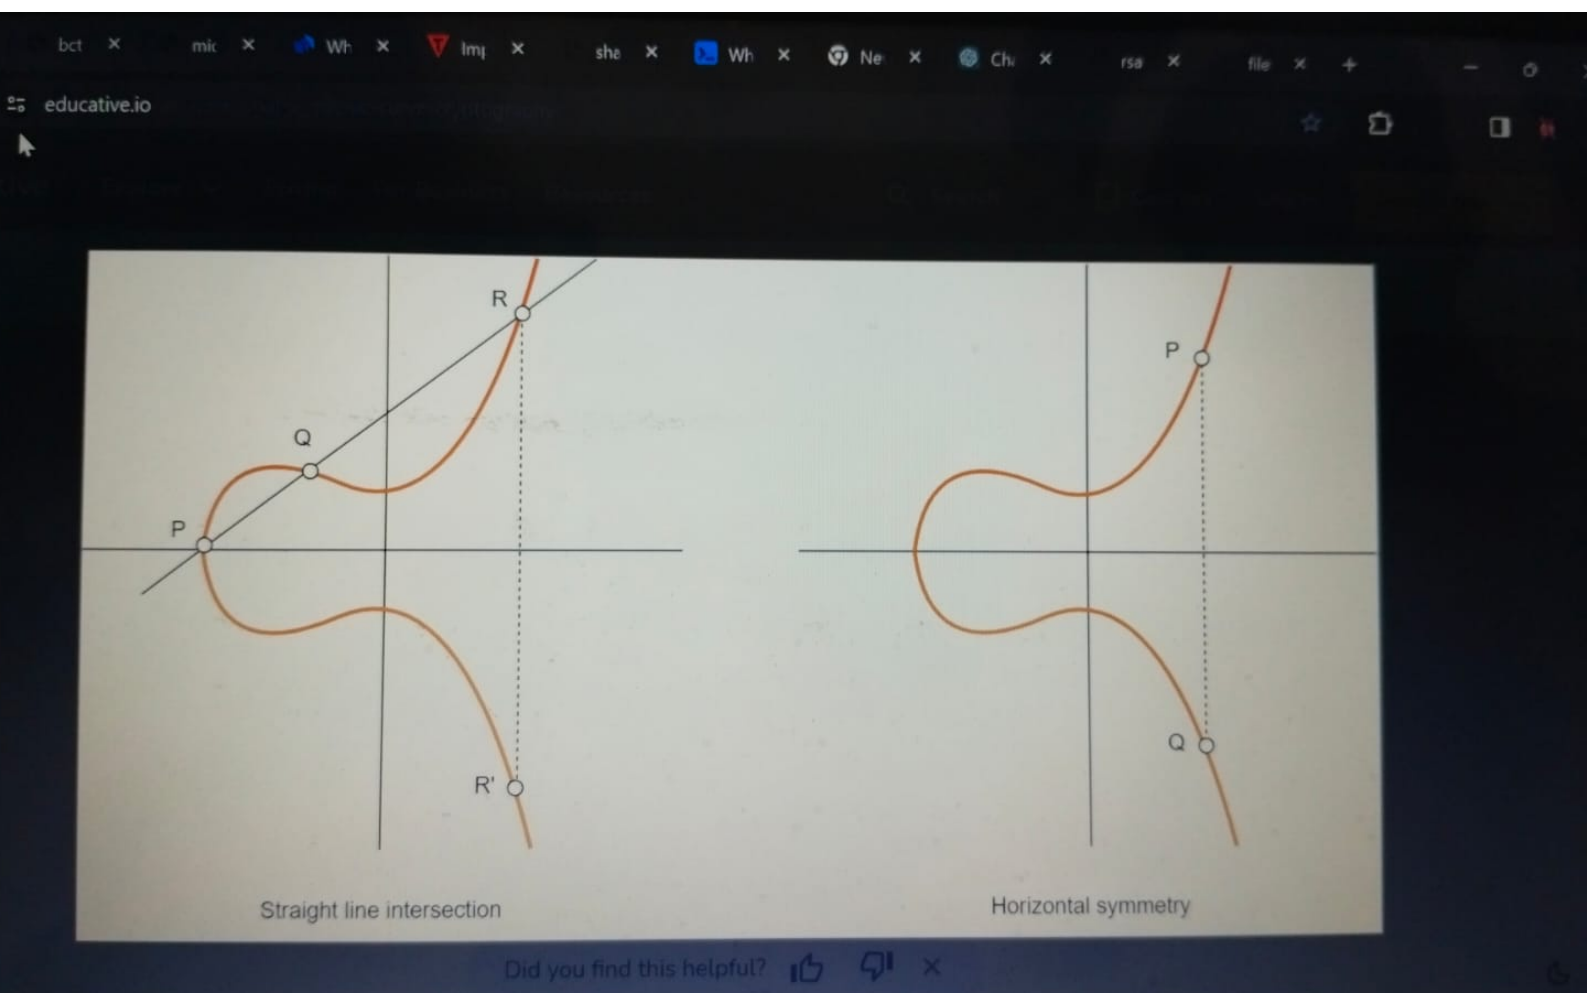 bct mic Wh Imp she Wh Ne Ch rsa file
educative.io
R
Q
P
R'
Straight line intersection
P
Q
Horizontal symmetry
Did you find this helpful?